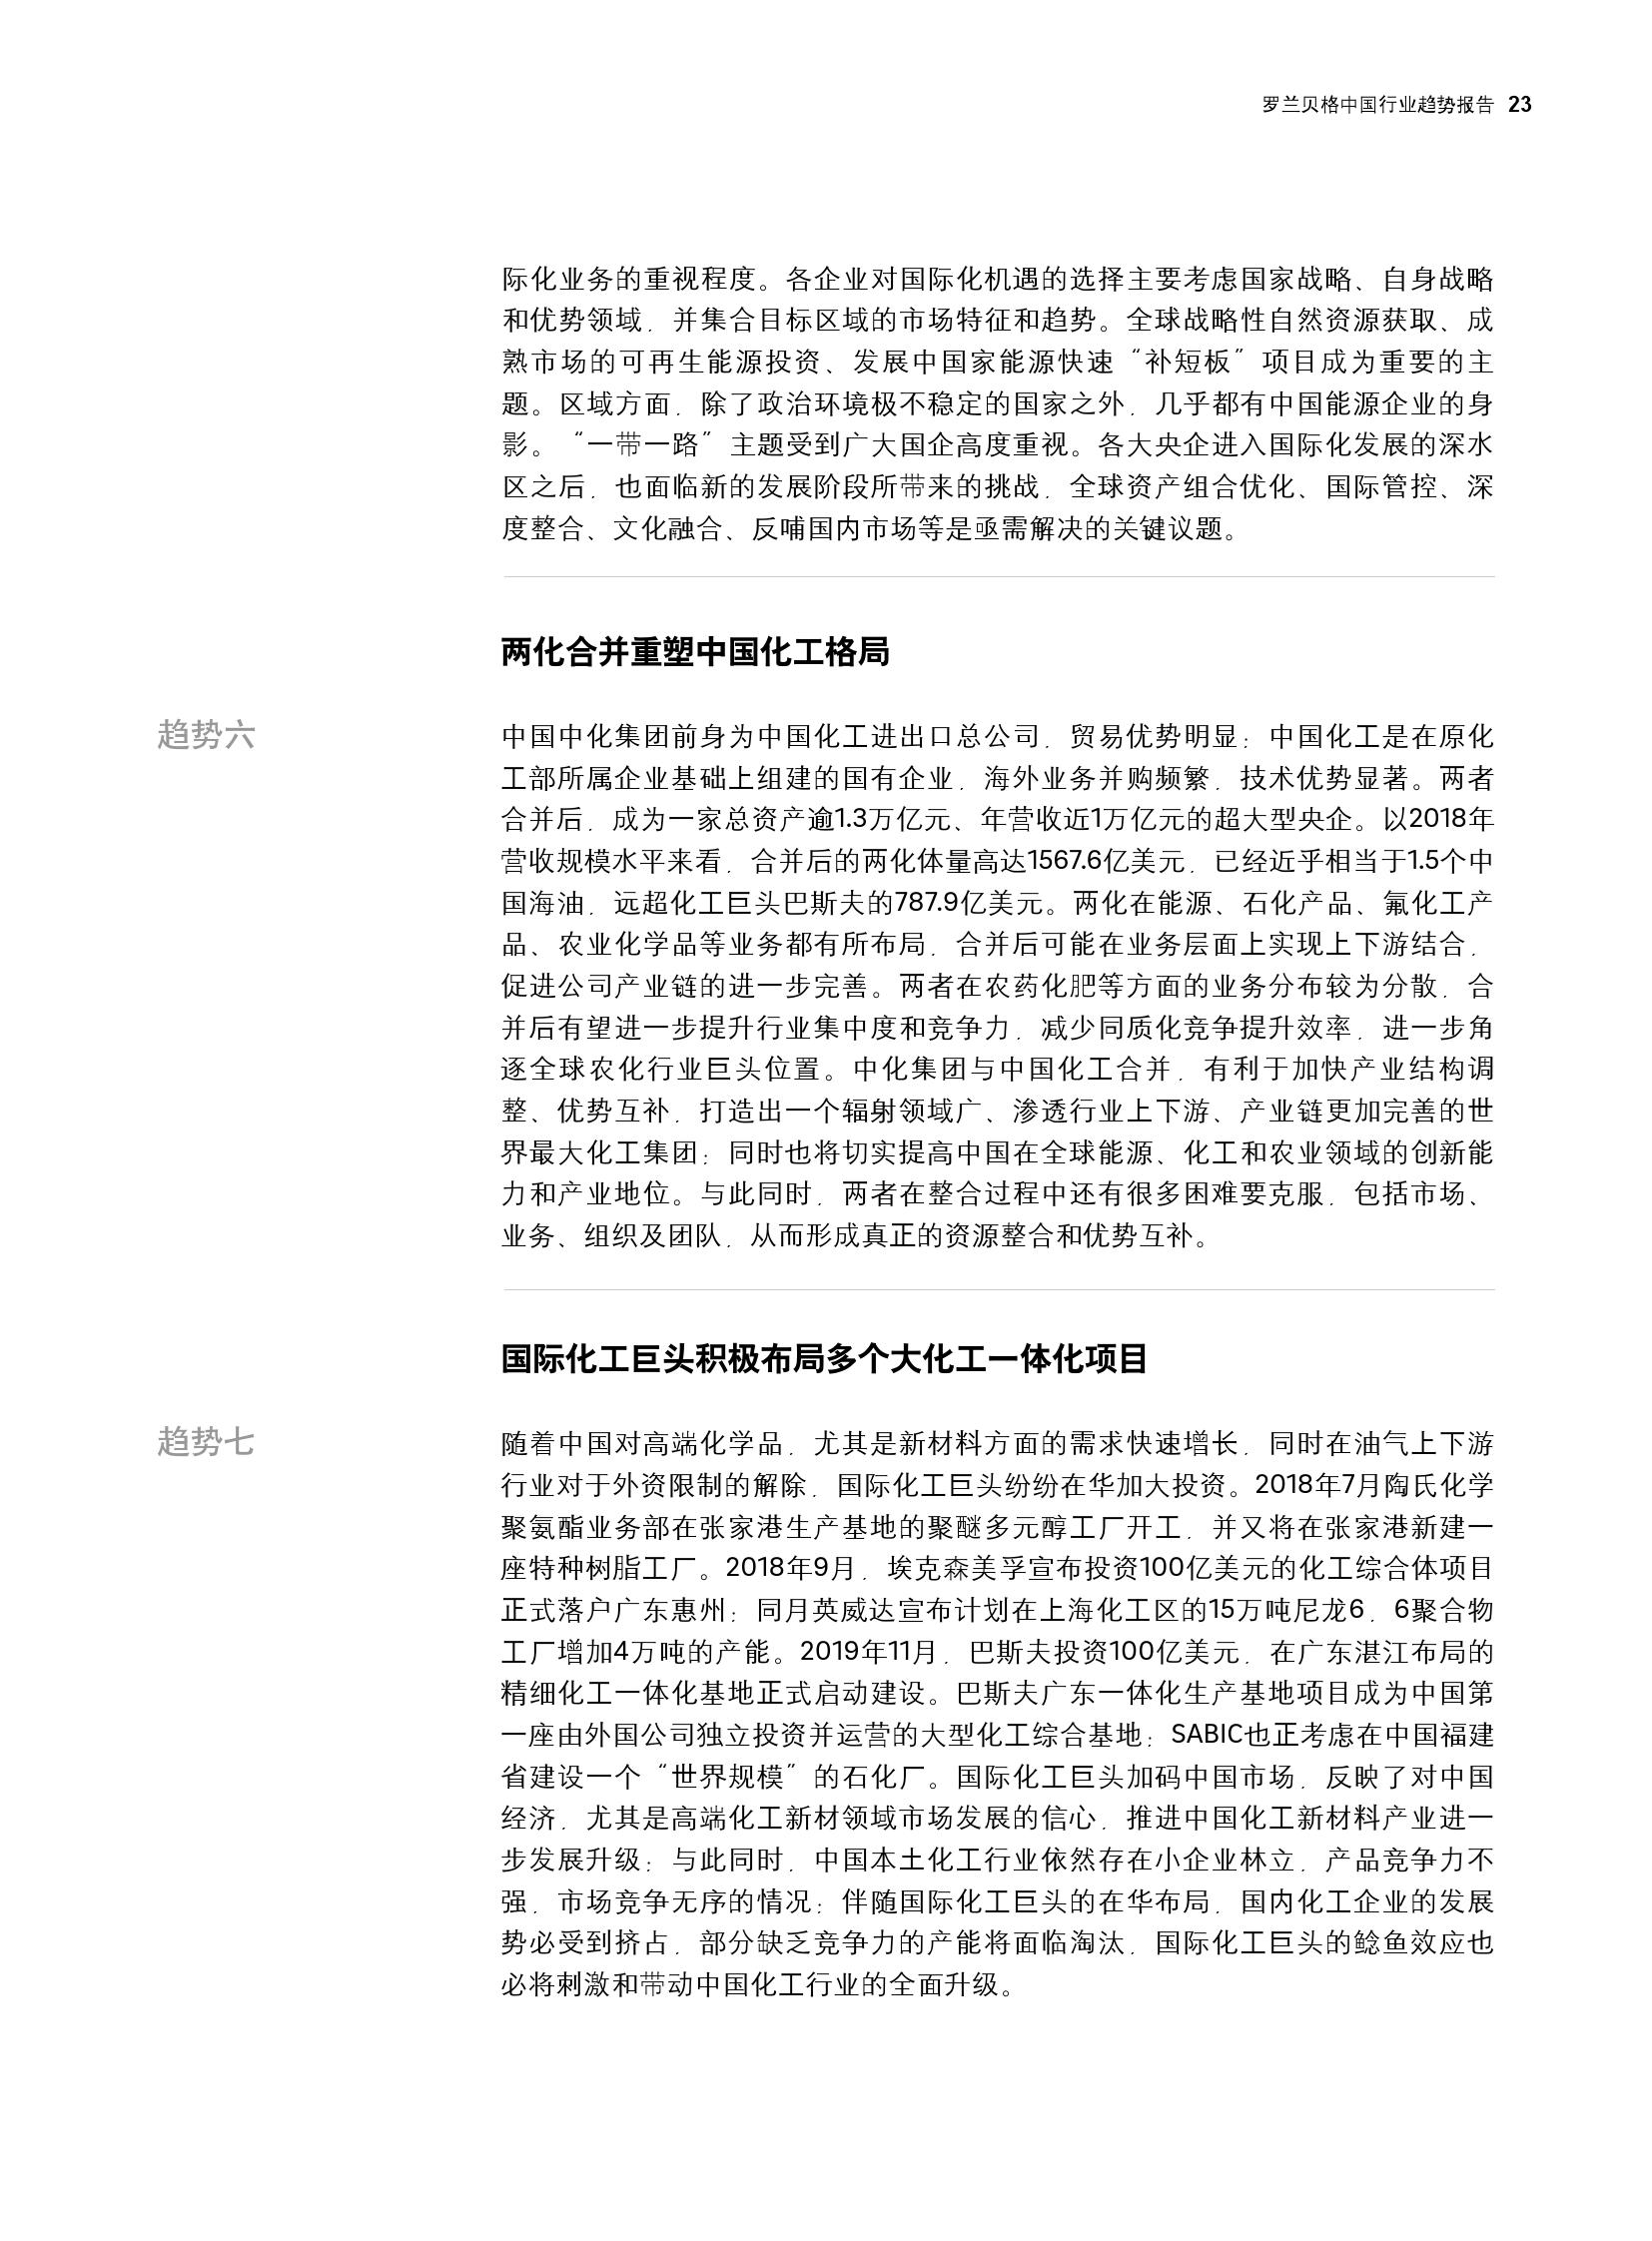 罗兰贝格中国行业趋势报告 23
际化业务的重视程度。各企业对国际化机遇的选择主要考虑国家战略、自身战略
和优势领域，并集合目标区域的市场特征和趋势。全球战略性自然资源获取、成
熟市场的可再生能源投资、发展中国家能源快速“补短板”项目成为重要的主
题。区域方面，除了政治环境极不稳定的国家之外，几乎都有中国能源企业的身
影。“一带一路”主题受到广大国企高度重视。各大央企进入国际化发展的深水
区之后，也面临新的发展阶段所带来的挑战，全球资产组合优化、国际管控、深
度整合、文化融合、反哺国内市场等是亟需解决的关键议题。
两化合并重塑中国化工格局
趋势六
中国中化集团前身为中国化工进出口总公司，贸易优势明显；中国化工是在原化
工部所属企业基础上组建的国有企业，海外业务并购频繁，技术优势显著。两者
合并后，成为一家总资产逾1.3万亿元、年营收近1万亿元的超大型央企。以2018年
营收规模水平来看，合并后的两化体量高达1567.6亿美元，已经近乎相当于1.5个中
国海油，远超化工巨头巴斯夫的787.9亿美元。两化在能源、石化产品、氟化工产
品、农业化学品等业务都有所布局，合并后可能在业务层面上实现上下游结合，
促进公司产业链的进一步完善。两者在农药化肥等方面的业务分布较为分散，合
并后有望进一步提升行业集中度和竞争力，减少同质化竞争提升效率，进一步角
逐全球农化行业巨头位置。中化集团与中国化工合并，有利于加快产业结构调
整、优势互补，打造出一个辐射领域广、渗透行业上下游、产业链更加完善的世
界最大化工集团；同时也将切实提高中国在全球能源、化工和农业领域的创新能
力和产业地位。与此同时，两者在整合过程中还有很多困难要克服，包括市场、
业务、组织及团队，从而形成真正的资源整合和优势互补。
国际化工巨头积极布局多个大化工一体化项目
趋势七
随着中国对高端化学品，尤其是新材料方面的需求快速增长，同时在油气上下游
行业对于外资限制的解除，国际化工巨头纷纷在华加大投资。2018年7月陶氏化学
聚氨酯业务部在张家港生产基地的聚醚多元醇工厂开工，并又将在张家港新建一
座特种树脂工厂。2018年9月，埃克森美孚宣布投资100亿美元的化工综合体项目
正式落户广东惠州；同月英威达宣布计划在上海化工区的15万吨尼龙6，6聚合物
工厂增加4万吨的产能。2019年11月，巴斯夫投资100亿美元，在广东湛江布局的
精细化工一体化基地正式启动建设。巴斯夫广东一体化生产基地项目成为中国第
一座由外国公司独立投资并运营的大型化工综合基地；SABIC也正考虑在中国福建
省建设一个“世界规模”的石化厂。国际化工巨头加码中国市场，反映了对中国
经济，尤其是高端化工新材领域市场发展的信心，推进中国化工新材料产业进一
步发展升级；与此同时，中国本土化工行业依然存在小企业林立，产品竞争力不
强，市场竞争无序的情况；伴随国际化工巨头的在华布局，国内化工企业的发展
势必受到挤占，部分缺乏竞争力的产能将面临淘汰，国际化工巨头的鲶鱼效应也
必将刺激和带动中国化工行业的全面升级。